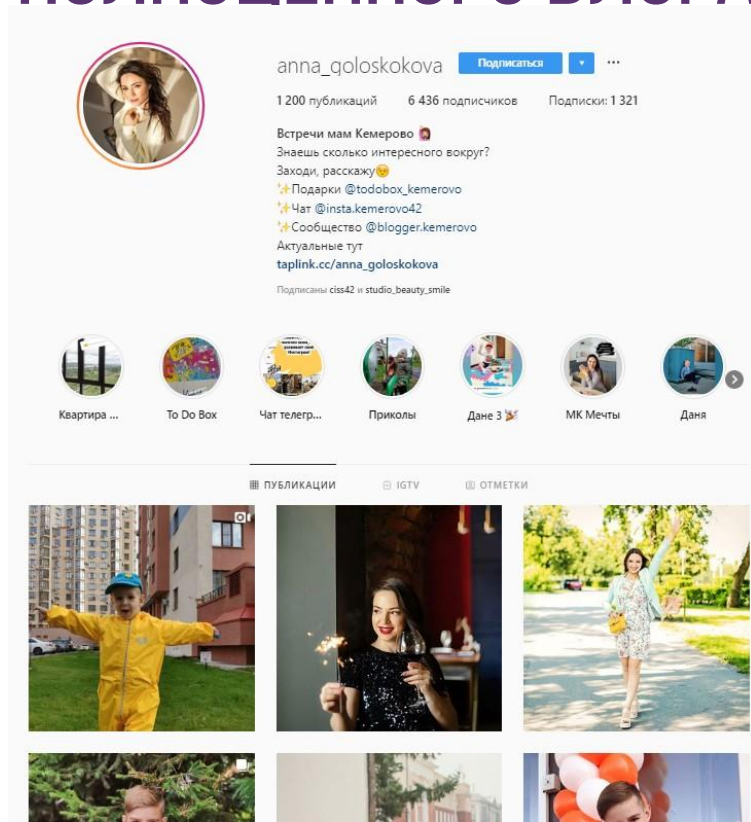 ПОЛНОЦЕННОГО БЛОГА
anna_goloskokova Подписаться
1 200 публикаций 6 436 подписчиков Подписки: 1 321
Встречи мам Кемерово 🙋🏻‍♀️
Знаешь сколько интересного вокруг?
Заходи, расскажу😚
✨Подарки @todobox_kemerovo
✨Чат @insta.kemerovo42
✨Сообщество @blogger.kemerovo
Актуальные тут
taplink.cc/anna_goloskokova
Подписаны ciss42 и studio_beauty_smile
Квартира ... To Do Box Чат телегр... Приколы Дане 3 🎉 МК Мечты Даня
ПУБЛИКАЦИИ IGTV ОТМЕТКИ